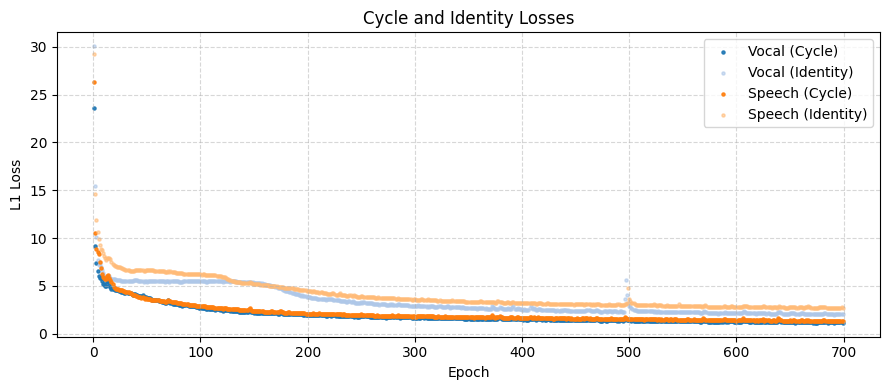 Cycle and Identity Losses
Vocal (Cycle)
Vocal (Identity)
Speech (Cycle)
Speech (Identity)
L1 Loss
30
25
20
15
10
5
0
0 100 200 300 400 500 600 700
Epoch